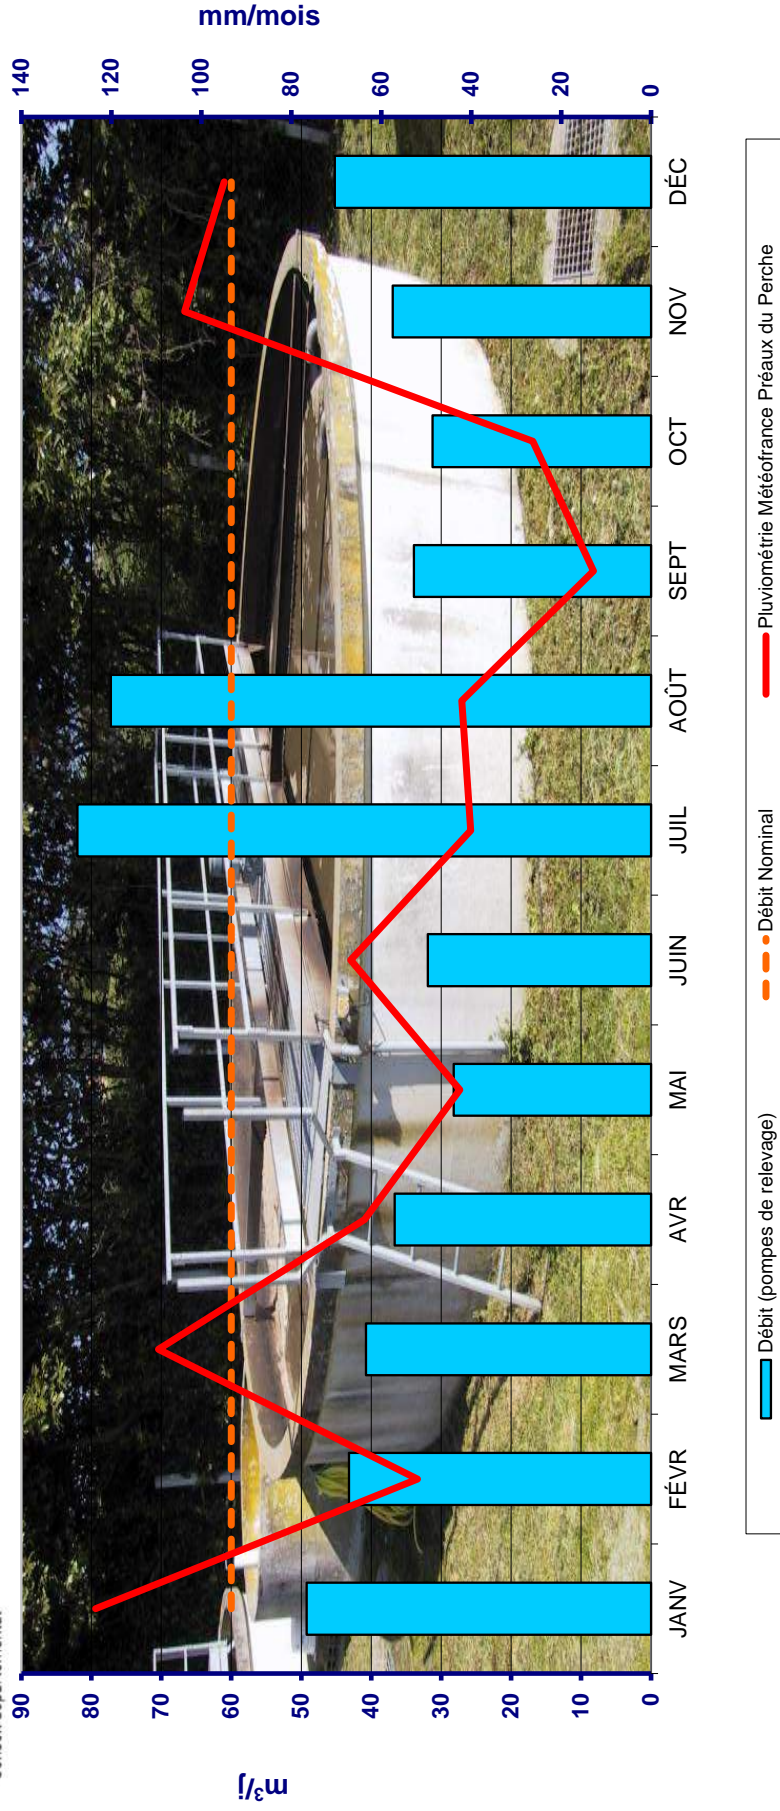 mm/mois
140
120
100
80
60
40
20
0
m³/j
90
80
70
60
50
40
30
20
10
0
JANV
FÉVR
MARS
AVR
MAI
JUIN
JUIL
AOÛT
SEPT
OCT
NOV
DÉC
Débit (pompes de relevage)
Débit Nominal
Pluviométrie Météofrance Préaux du Perche